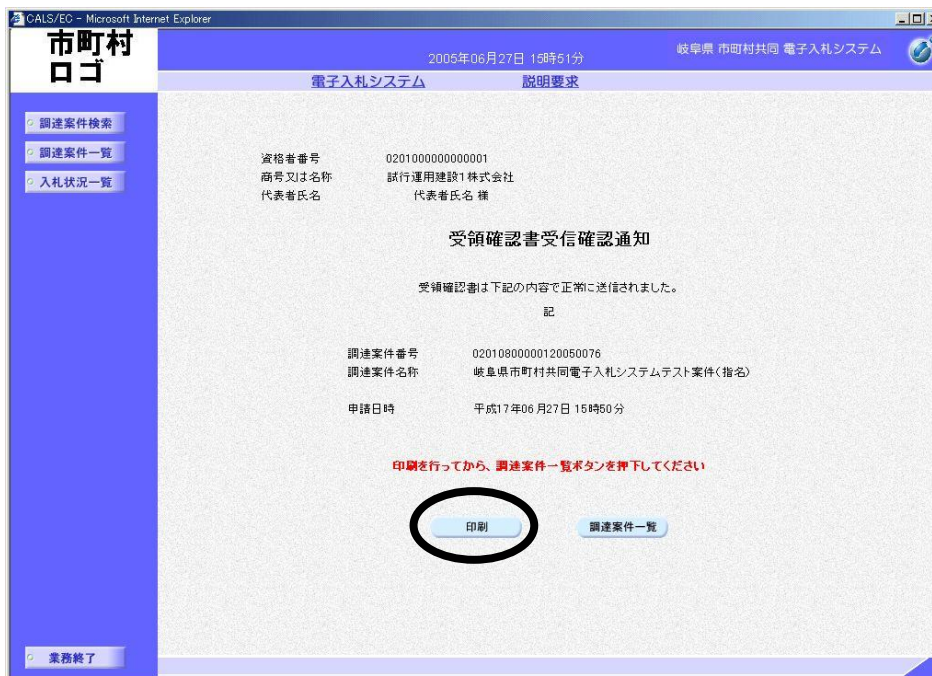 CALS/EC - Microsoft Internet Explorer
市町村
ロゴ
2005年06月27日 15時51分
岐阜県 市町村共同 電子入札システム
電子入札システム
説明要求
調達案件検索
調達案件一覧
入札状況一覧
資格者番号 0201000000000001
商号又は名称 試行運用建設1株式会社
代表者氏名 代表者氏名 様
受領確認書受信確認通知
受領確認書は下記の内容で正常に送信されました。
記
調達案件番号 02010800000120050076
調達案件名称 岐阜県市町村共同電子入札システムテスト案件(指名)
申請日時 平成17年06月27日 15時50分
印刷を行ってから、調達案件一覧ボタンを押下してください
印刷
調達案件一覧
業務終了